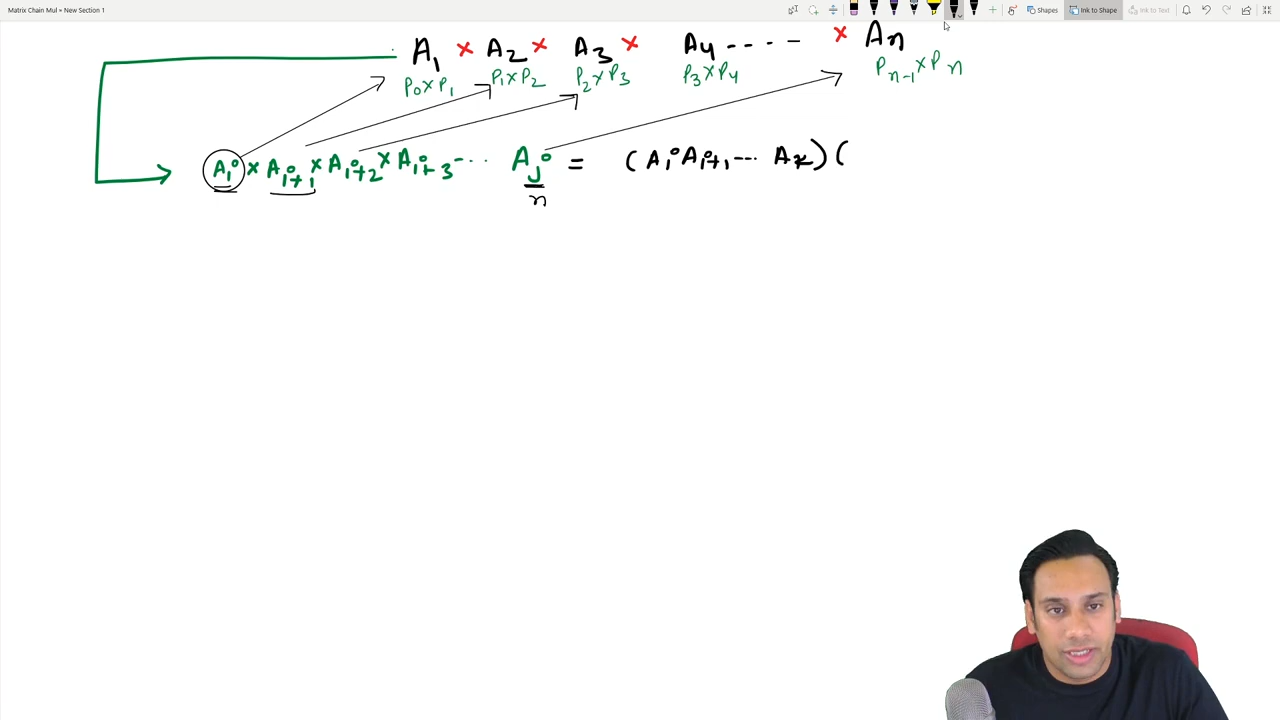 Matrix Chain Mul » New Section 1
Shapes Ink to Shape Ink to Text
A1 × A2 × A3 × A4 ---- × An
P0×P1 P1×P2 P2×P3 P3×P4 Pn-1×Pn
Ai × Ai+1 × Ai+2 × Ai+3 --·· Aj = (Ai Ai+1 --·· Ak) (
n